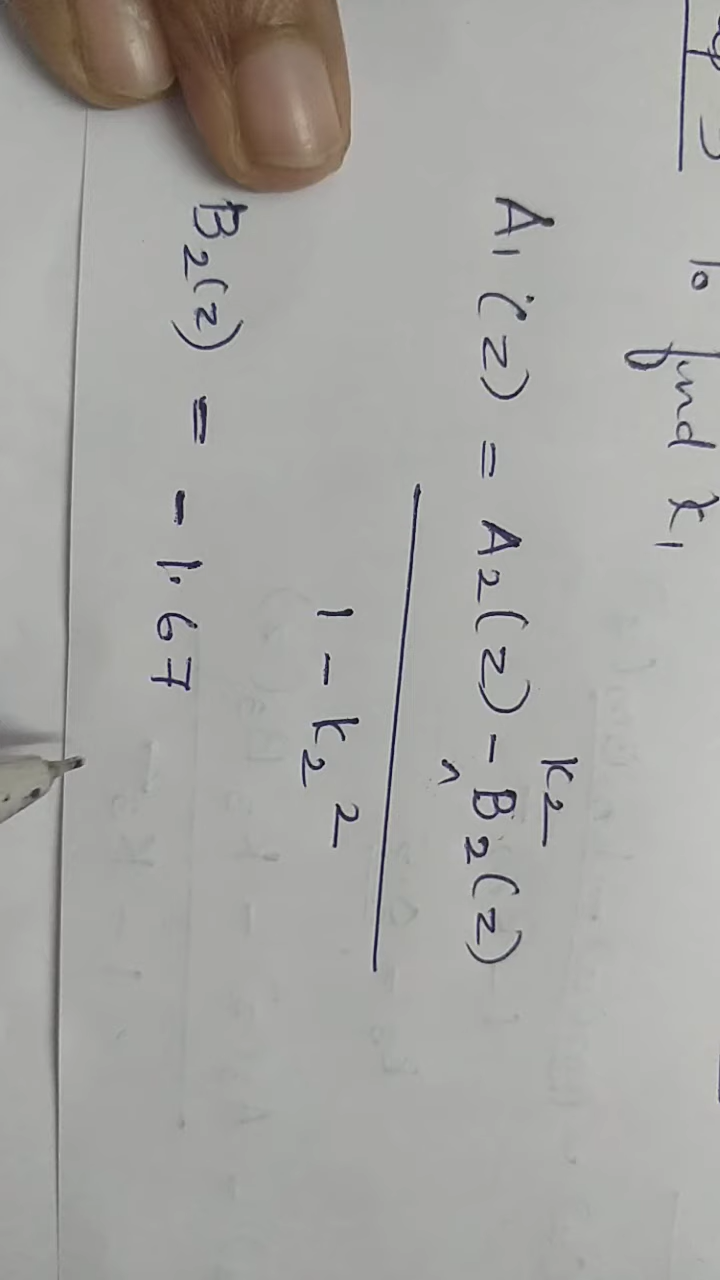 To find k₁
A₁(z) = A₂(z) - k₂ B₂(z)
1 - k₂²
B₂(z) = - 1.67